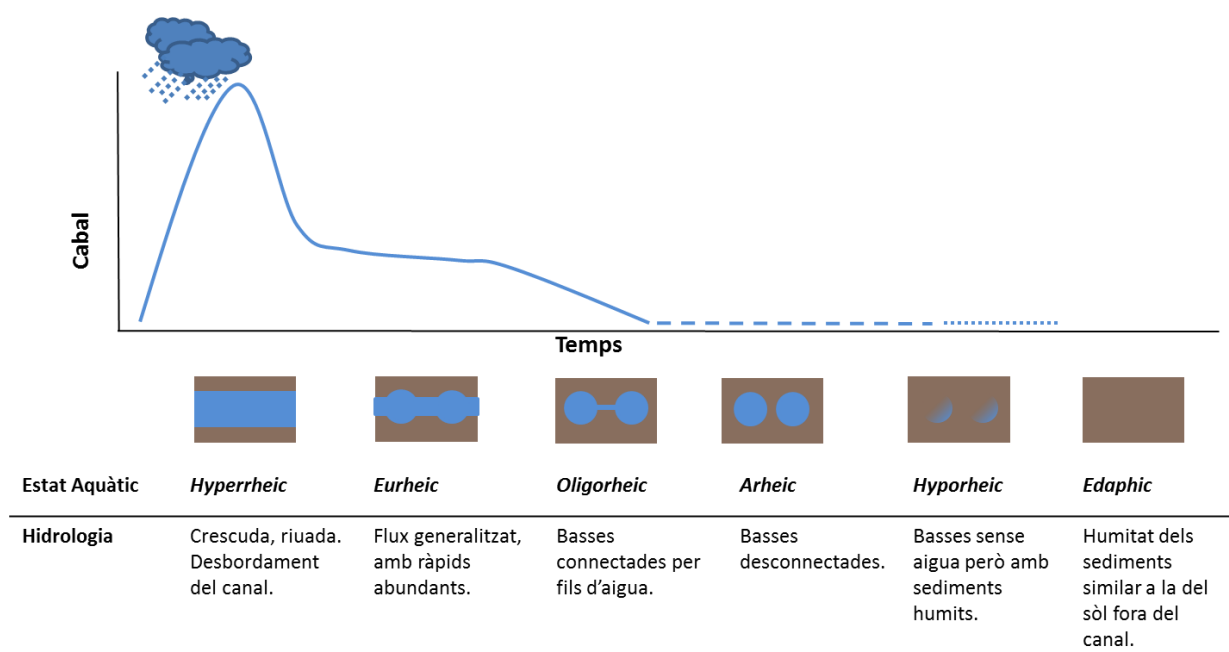 Cabal
Temps
Estat Aquàtic
Hyperrheic
Eurheic
Oligorheic
Arheic
Hyporheic
Edaphic
Hidrologia
Crescuda, riuada.
Desbordament
del canal.
Flux generalitzat,
amb ràpids
abundants.
Basses
connectades per
fils d’aigua.
Basses
desconnectades.
Basses sense
aigua però amb
sediments
humits.
Humitat dels
sediments
similar a la del
sòl fora del
canal.